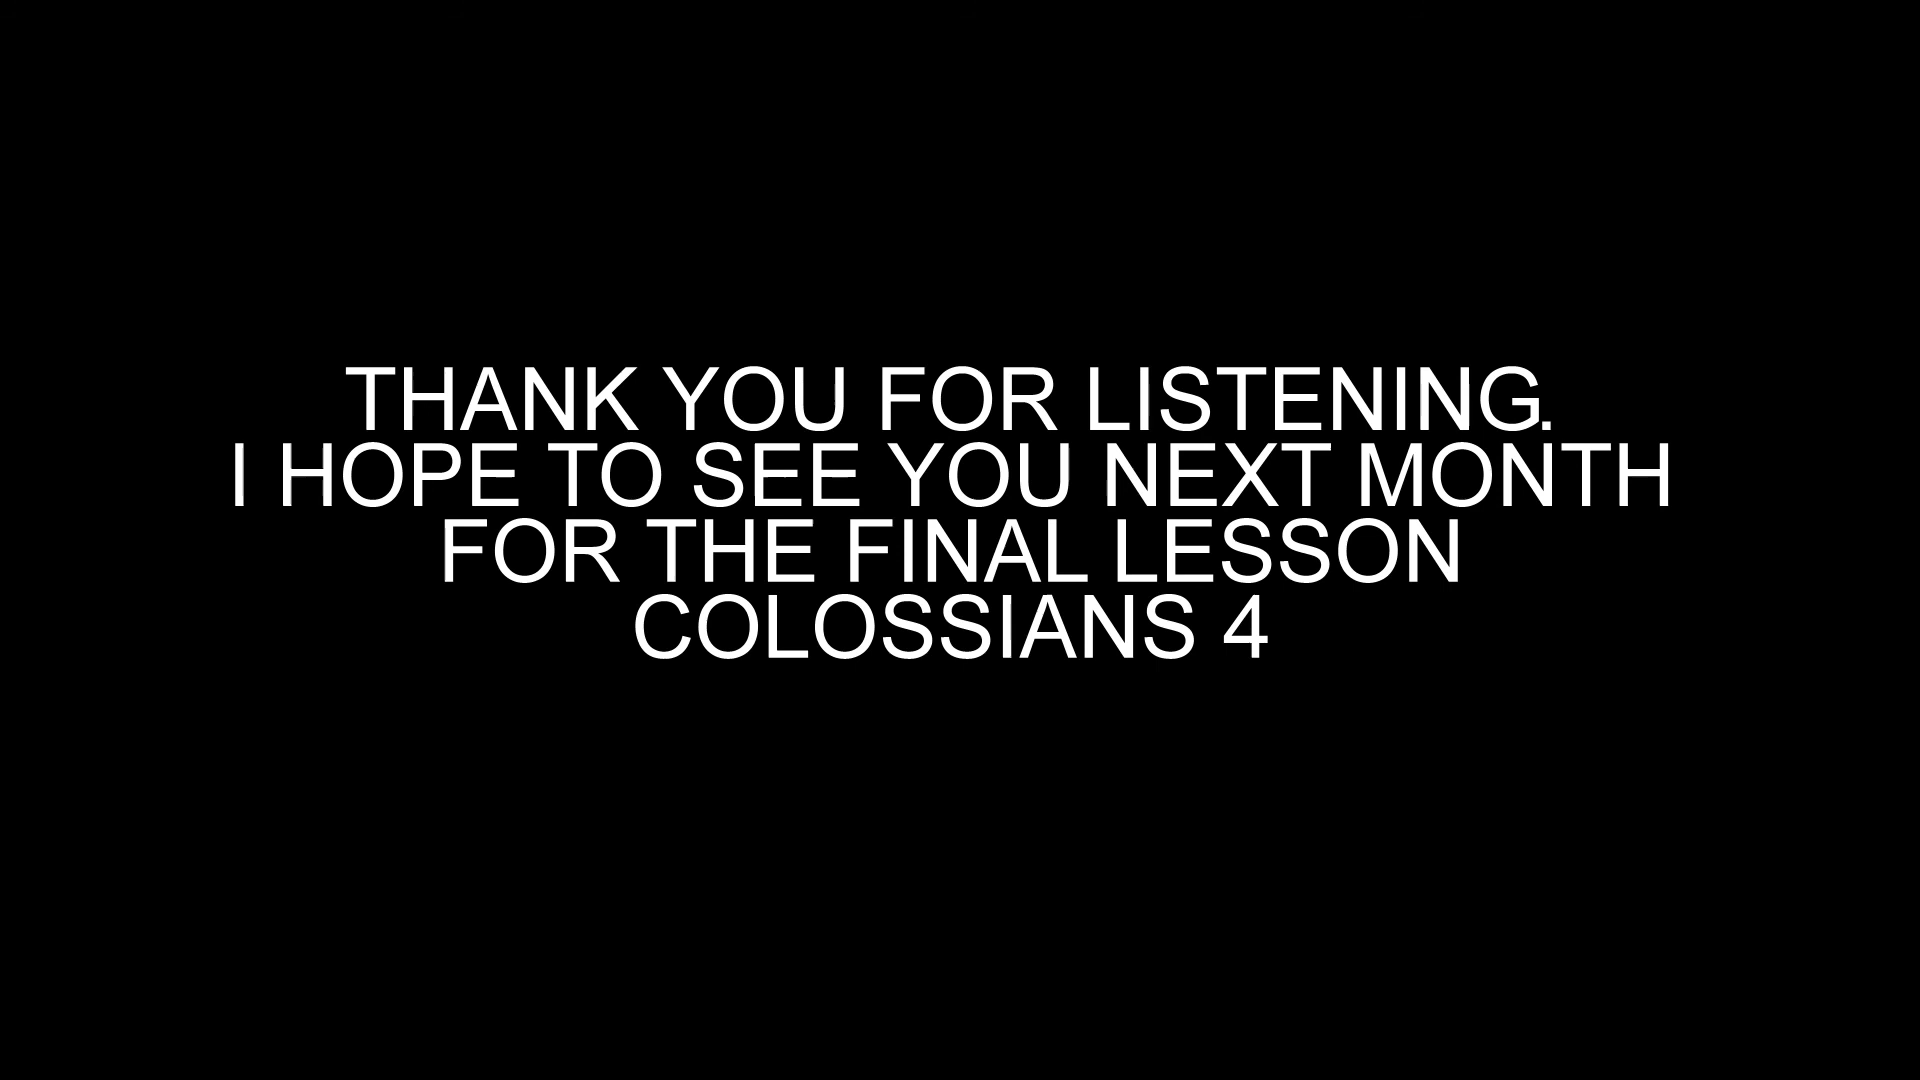 THANK YOU FOR LISTENING.
I HOPE TO SEE YOU NEXT MONTH
FOR THE FINAL LESSON
COLOSSIANS 4